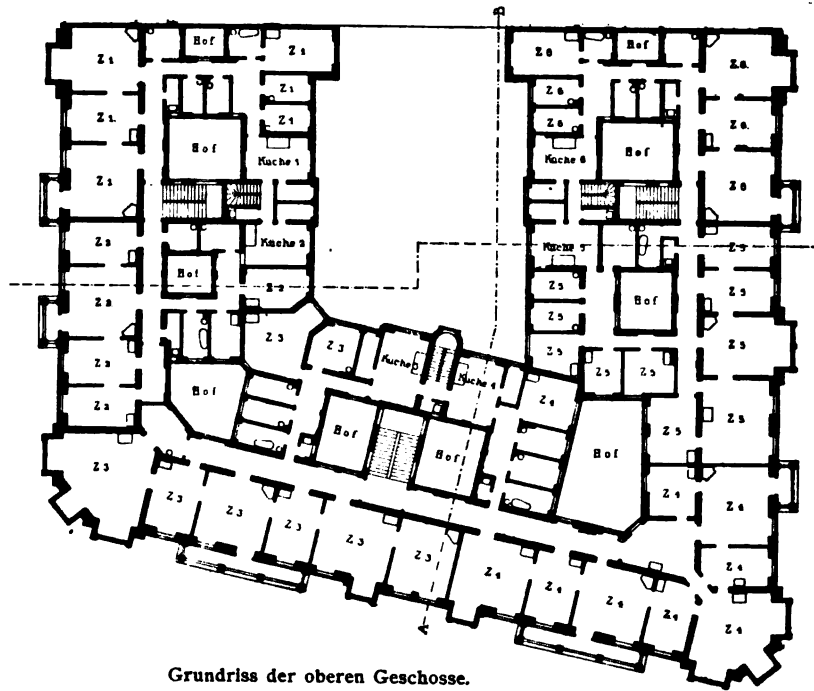 B
Hof
Z 1
Z 1
Z 6
Hof
Z 6.
Z 1
Z 6
Z 1.
Z 1
Z 6
Z 6.
Hof
Küche 1
Küche 6
Hof
Z 1
Z 6
Z 2
Küche 2
Küche 5
Z 5
Hof
Z 2
Z 5
Z 5
Hof
Z 2
Z 5
Z 3
Z 3
Küche 3
Küche 4
Z 5
Z 5
Z 5
Z 5
Z 2
Z 2
Hof
Z 4
Z 5
Z 5
Hof
Hof
Hof
Z 3
Z 4
Z 4
Z 3
Z 3
Z 3
Z 3
Z 3
Z 4
Z 4
Z 4
Z 4
Z 4
Z 4
A
Grundriss der oberen Geschosse.